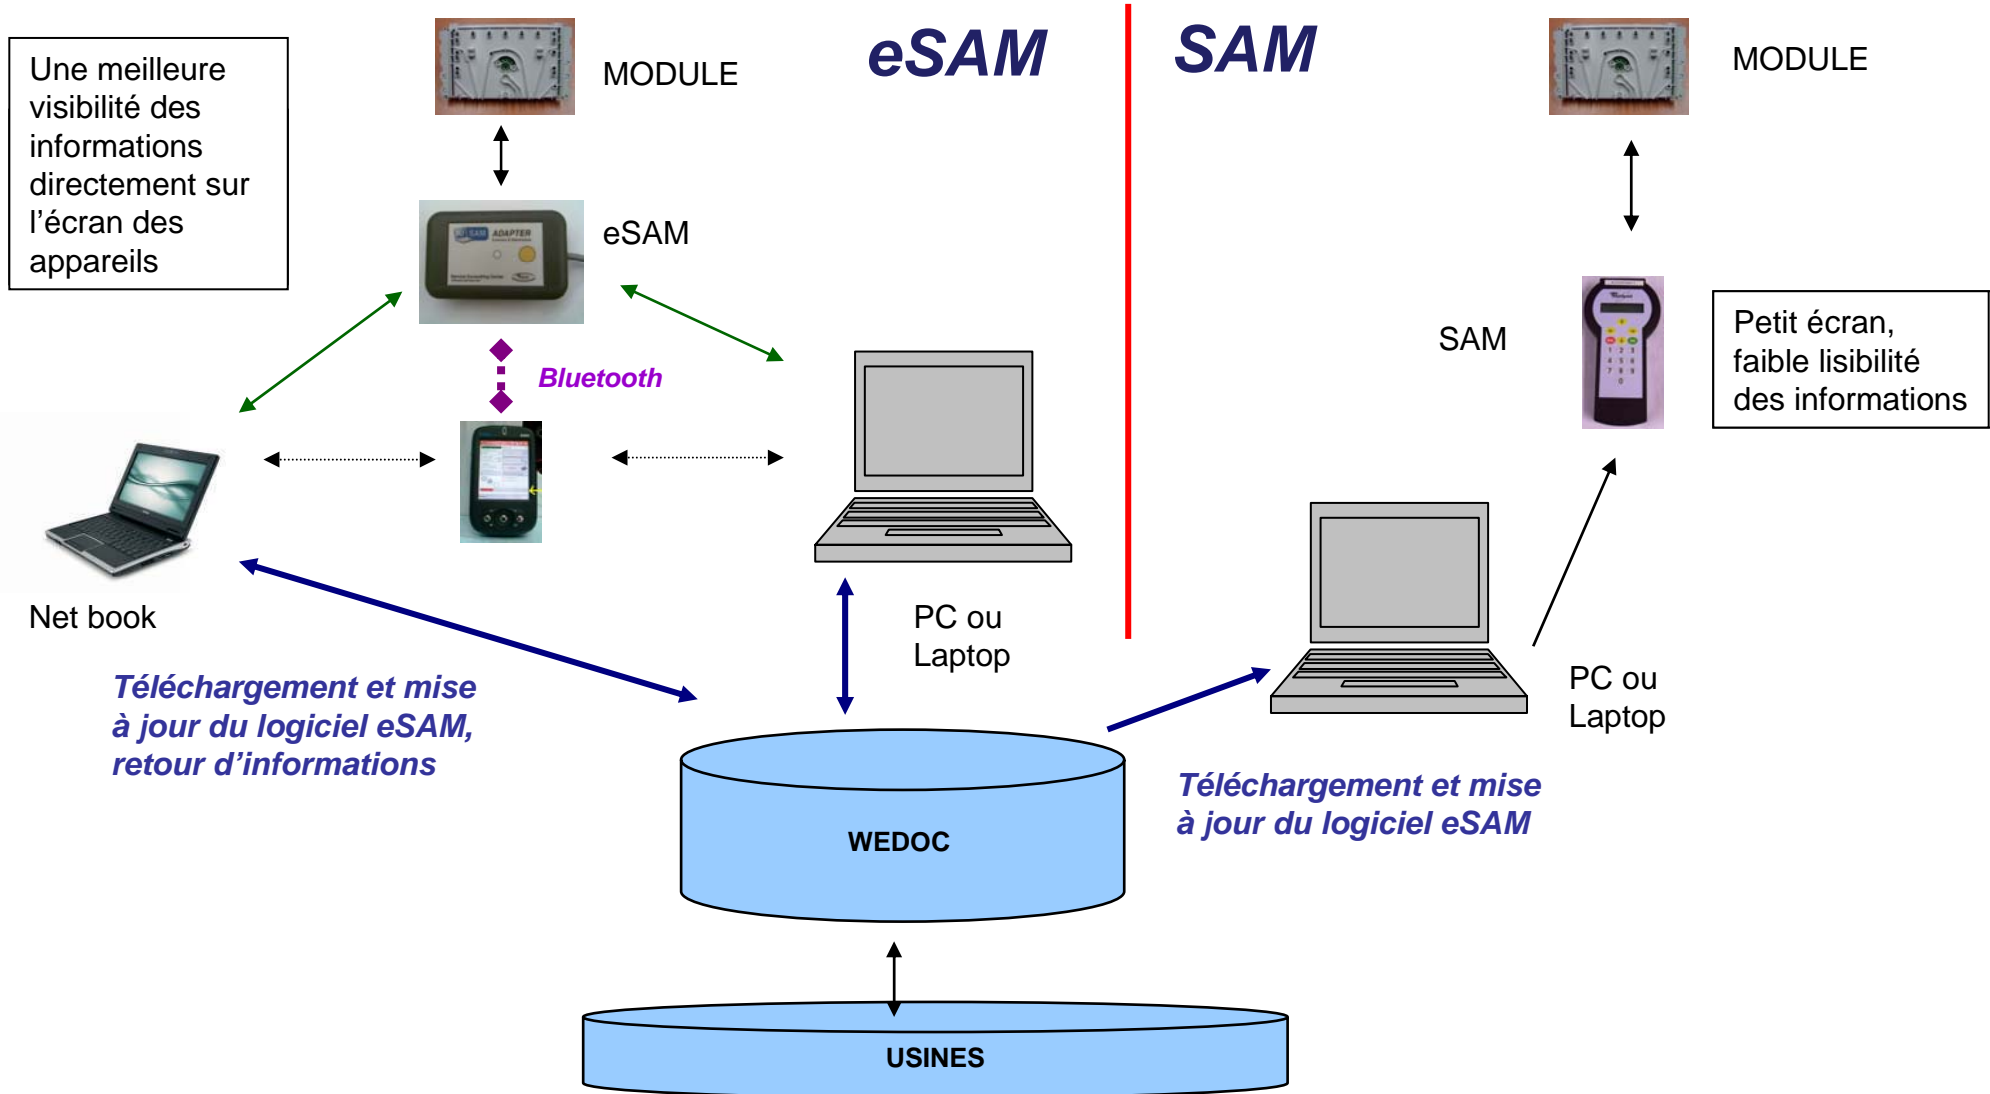 eSAM
SAM
Une meilleure
visibilité des
informations
directement sur
l’écran des
appareils
MODULE
MODULE
SAM ADAPTER
eSAM
Bluetooth
SAM
Petit écran,
faible lisibilité
des informations
Net book
PC ou
Laptop
PC ou
Laptop
Téléchargement et mise
à jour du logiciel eSAM,
retour d’informations
Téléchargement et mise
à jour du logiciel eSAM
WEDOC
USINES